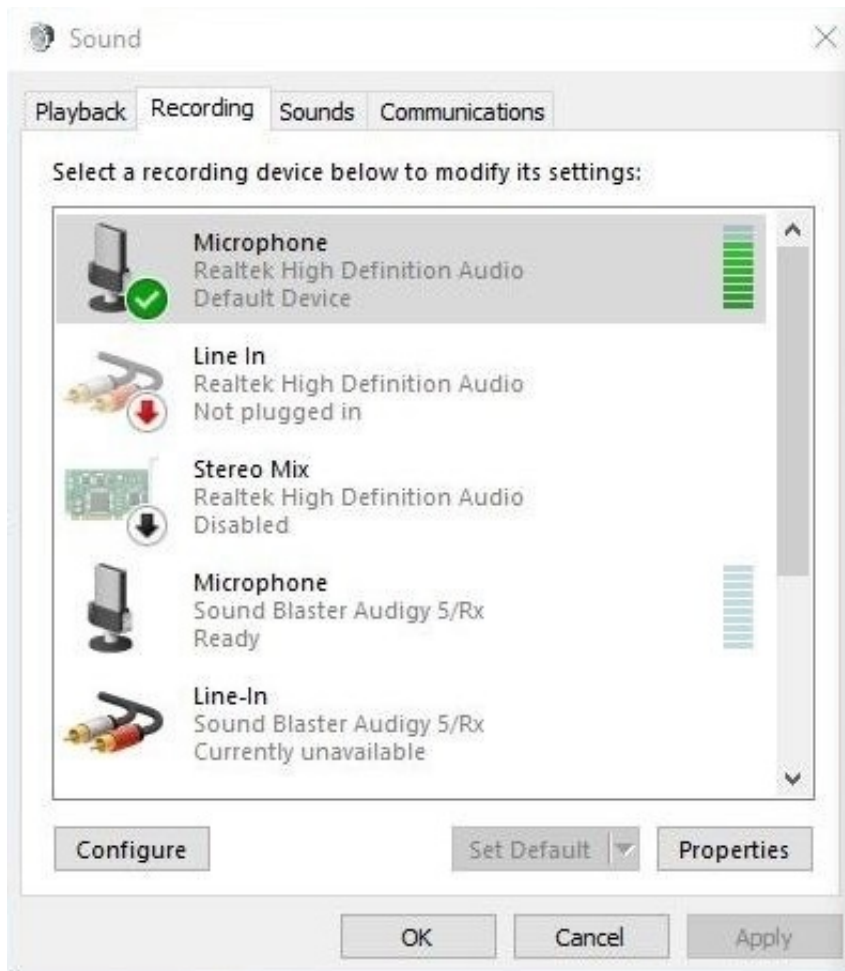 Sound
Playback Recording Sounds Communications
Select a recording device below to modify its settings:
Microphone
Realtek High Definition Audio
Default Device
Line In
Realtek High Definition Audio
Not plugged in
Stereo Mix
Realtek High Definition Audio
Disabled
Microphone
Sound Blaster Audigy 5/Rx
Ready
Line-In
Sound Blaster Audigy 5/Rx
Currently unavailable
Configure Set Default Properties
OK Cancel Apply